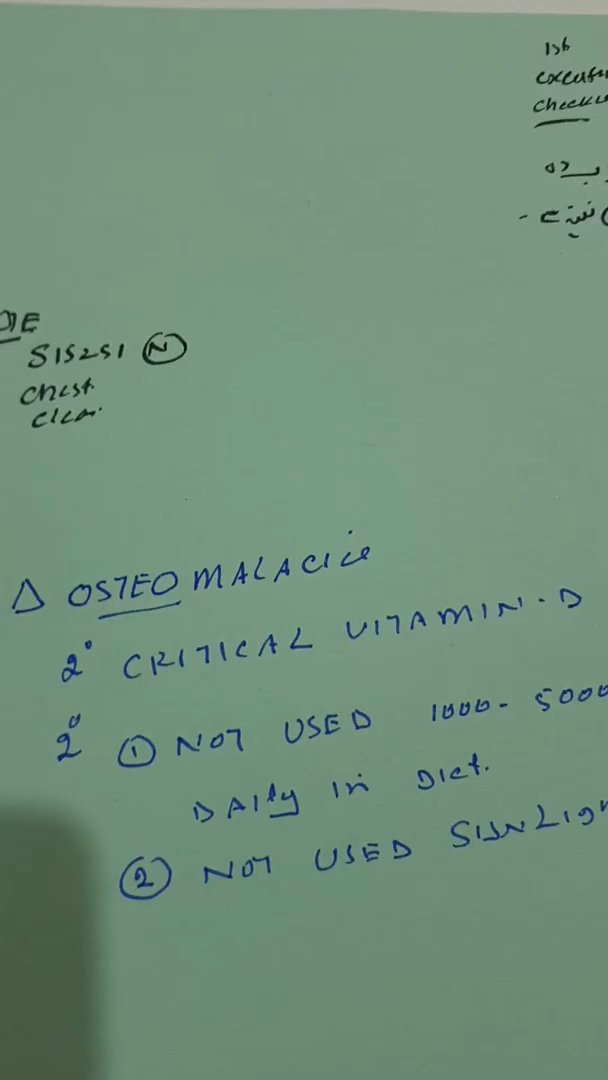 1st
checku
O/E
S1S2S1 (N)
chest
clear
Δ OSTEOMALACIA
2° CRITICAL VITAMIN-D
2° ① NOT USED 1000-5000
DAILY IN DIET.
② NOT USED SUNLIGH